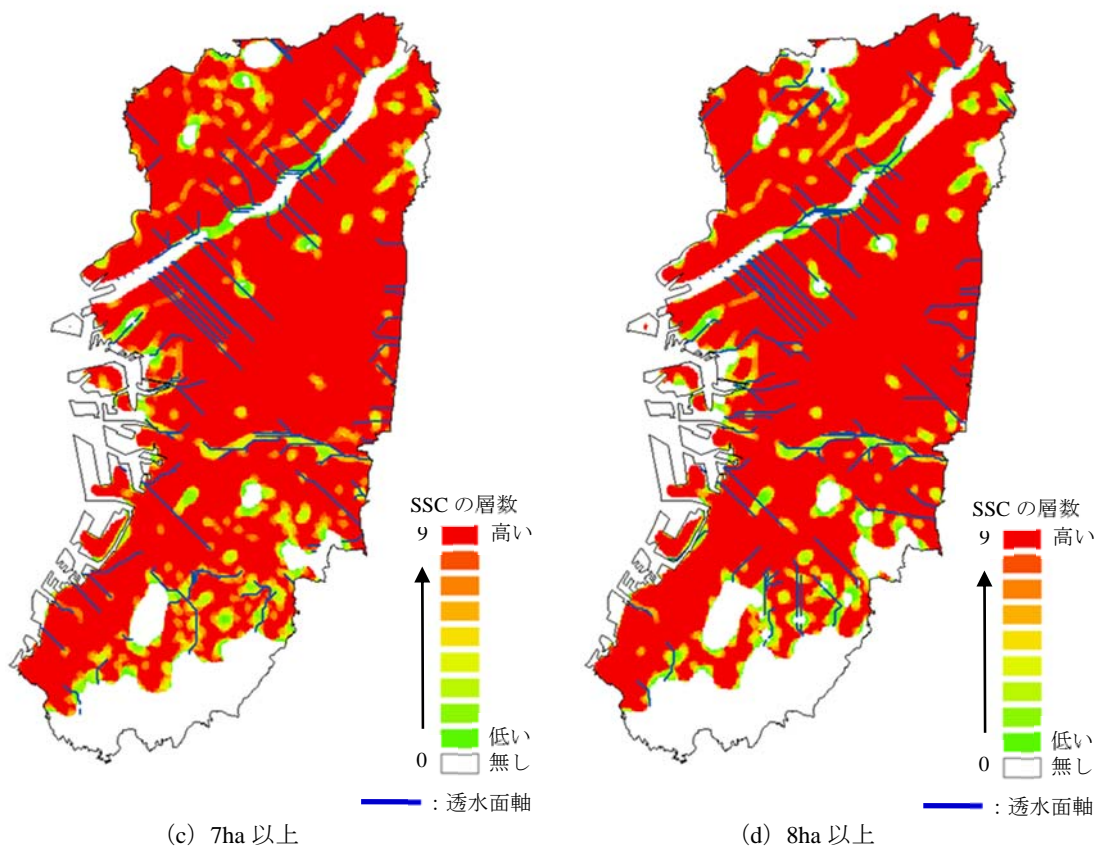 SSC の層数
9 高い
低い
0 無し
：透水面軸
(c) 7ha 以上
SSC の層数
9 高い
低い
0 無し
：透水面軸
(d) 8ha 以上